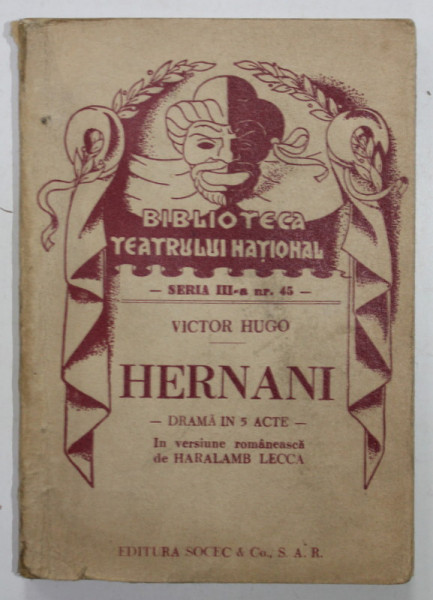 BIBLIOTECA
TEATRULUI NAȚIONAL
— SERIA III-a nr. 45 —
VICTOR HUGO
HERNANI
— DRAMĂ IN 5 ACTE —
In versiune românească
de HARALAMB LECCA
EDITURA SOCEC & Co., S. A. R.